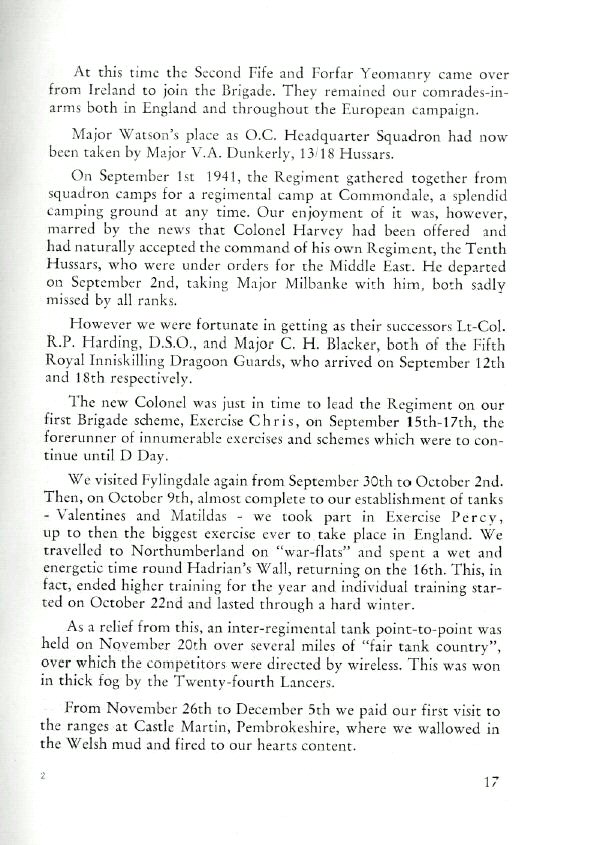 At this time the Second Fife and Forfar Yeomanry came over
from Ireland to join the Brigade. They remained our comrades-in-
arms both in England and throughout the European campaign.
Major Watson's place as O.C. Headquarter Squadron had now
been taken by Major V.A. Dunkerly, 13/18 Hussars.
On September 1st 1941, the Regiment gathered together from
squadron camps for a regimental camp at Commondale, a splendid
camping ground at any time. Our enjoyment of it was, however,
marred by the news that Colonel Harvey had been offered and
had naturally accepted the command of his own Regiment, the Tenth
Hussars, who were under orders for the Middle East. He departed
on September 2nd, taking Major Milbanke with him, both sadly
missed by all ranks.
However we were fortunate in getting as their successors Lt-Col.
R.P. Harding, D.S.O., and Major C. H. Blacker, both of the Fifth
Royal Inniskilling Dragoon Guards, who arrived on September 12th
and 18th respectively.
The new Colonel was just in time to lead the Regiment on our
first Brigade scheme, Exercise Chris, on September 15th-17th, the
forerunner of innumerable exercises and schemes which were to con-
tinue until D Day.
We visited Fylingdale again from September 30th to October 2nd.
Then, on October 9th, almost complete to our establishment of tanks
- Valentines and Matildas - we took part in Exercise Percy,
up to then the biggest exercise ever to take place in England. We
travelled to Northumberland on "war-flats" and spent a wet and
energetic time round Hadrian's Wall, returning on the 16th. This, in
fact, ended higher training for the year and individual training star-
ted on October 22nd and lasted through a hard winter.
As a relief from this, an inter-regimental tank point-to-point was
held on November 20th over several miles of "fair tank country",
over which the competitors were directed by wireless. This was won
in thick fog by the Twenty-fourth Lancers.
From November 26th to December 5th we paid our first visit to
the ranges at Castle Martin, Pembrokeshire, where we wallowed in
the Welsh mud and fired to our hearts content.
2
17